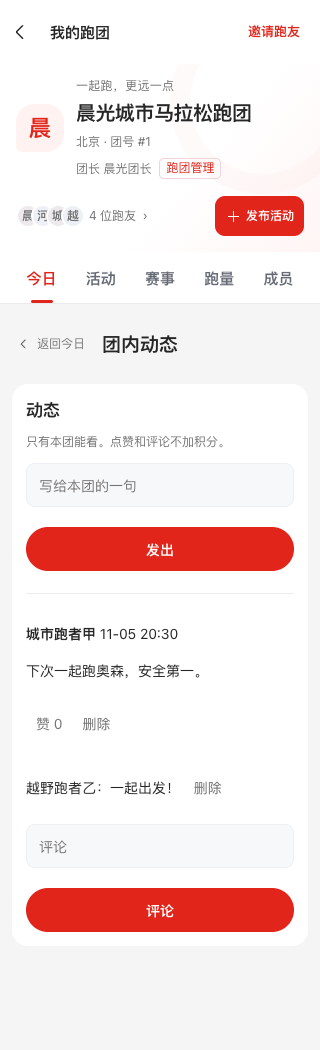 我的跑团
邀请跑友
一起跑，更远一点
晨
晨光城市马拉松跑团
北京 · 团号 #1
团长 晨光团长
跑团管理
晨 河 城 越
4 位跑友 ›
＋ 发布活动
今日
活动
赛事
跑量
成员
返回今日
团内动态
动态
只有本团能看。点赞和评论不加积分。
写给本团的一句
发出
城市跑者甲 11-05 20:30
下次一起跑奥森，安全第一。
赞 0
删除
越野跑者乙：一起出发！
删除
评论
评论